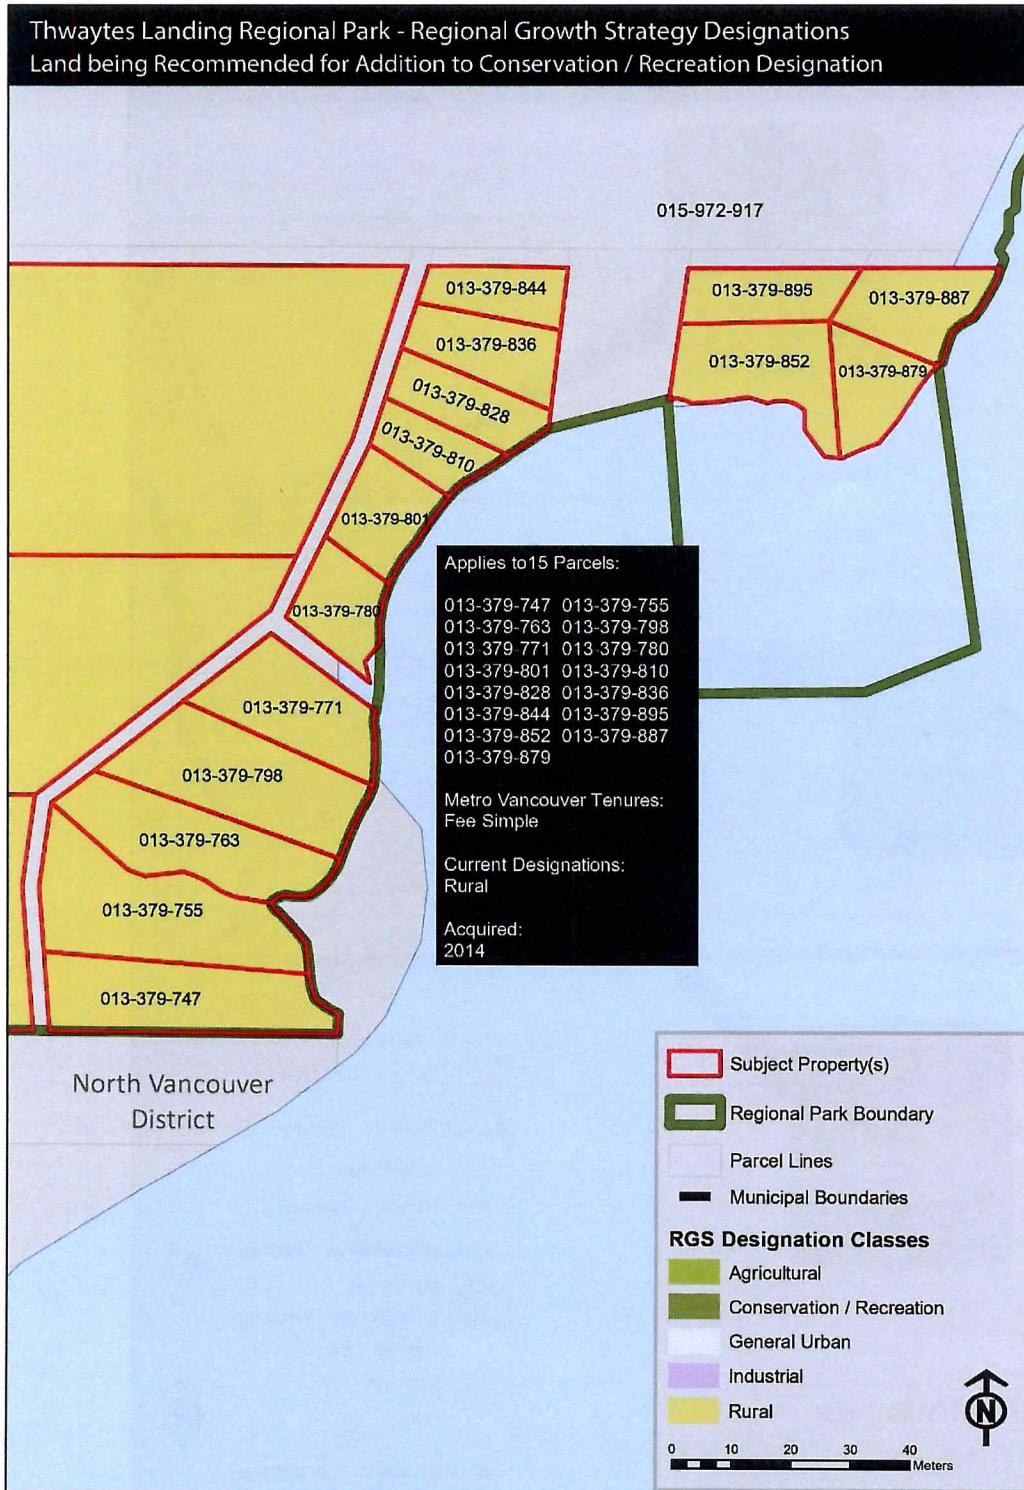 Thwaytes Landing Regional Park - Regional Growth Strategy Designations
Land being Recommended for Addition to Conservation / Recreation Designation
015-972-917
013-379-844
013-379-895
013-379-887
013-379-836
013-379-852
013-379-879
013-379-828
013-379-810
013-379-801
013-379-780
013-379-771
013-379-798
013-379-763
013-379-755
013-379-747
Applies to15 Parcels:
013-379-747 013-379-755
013-379-763 013-379-798
013-379-771 013-379-780
013-379-801 013-379-810
013-379-828 013-379-836
013-379-844 013-379-895
013-379-852 013-379-887
013-379-879
Metro Vancouver Tenures:
Fee Simple
Current Designations:
Rural
Acquired:
2014
North Vancouver
District
Subject Property(s)
Regional Park Boundary
Parcel Lines
Municipal Boundaries
RGS Designation Classes
Agricultural
Conservation / Recreation
General Urban
Industrial
Rural
N
0 10 20 30 40
Meters